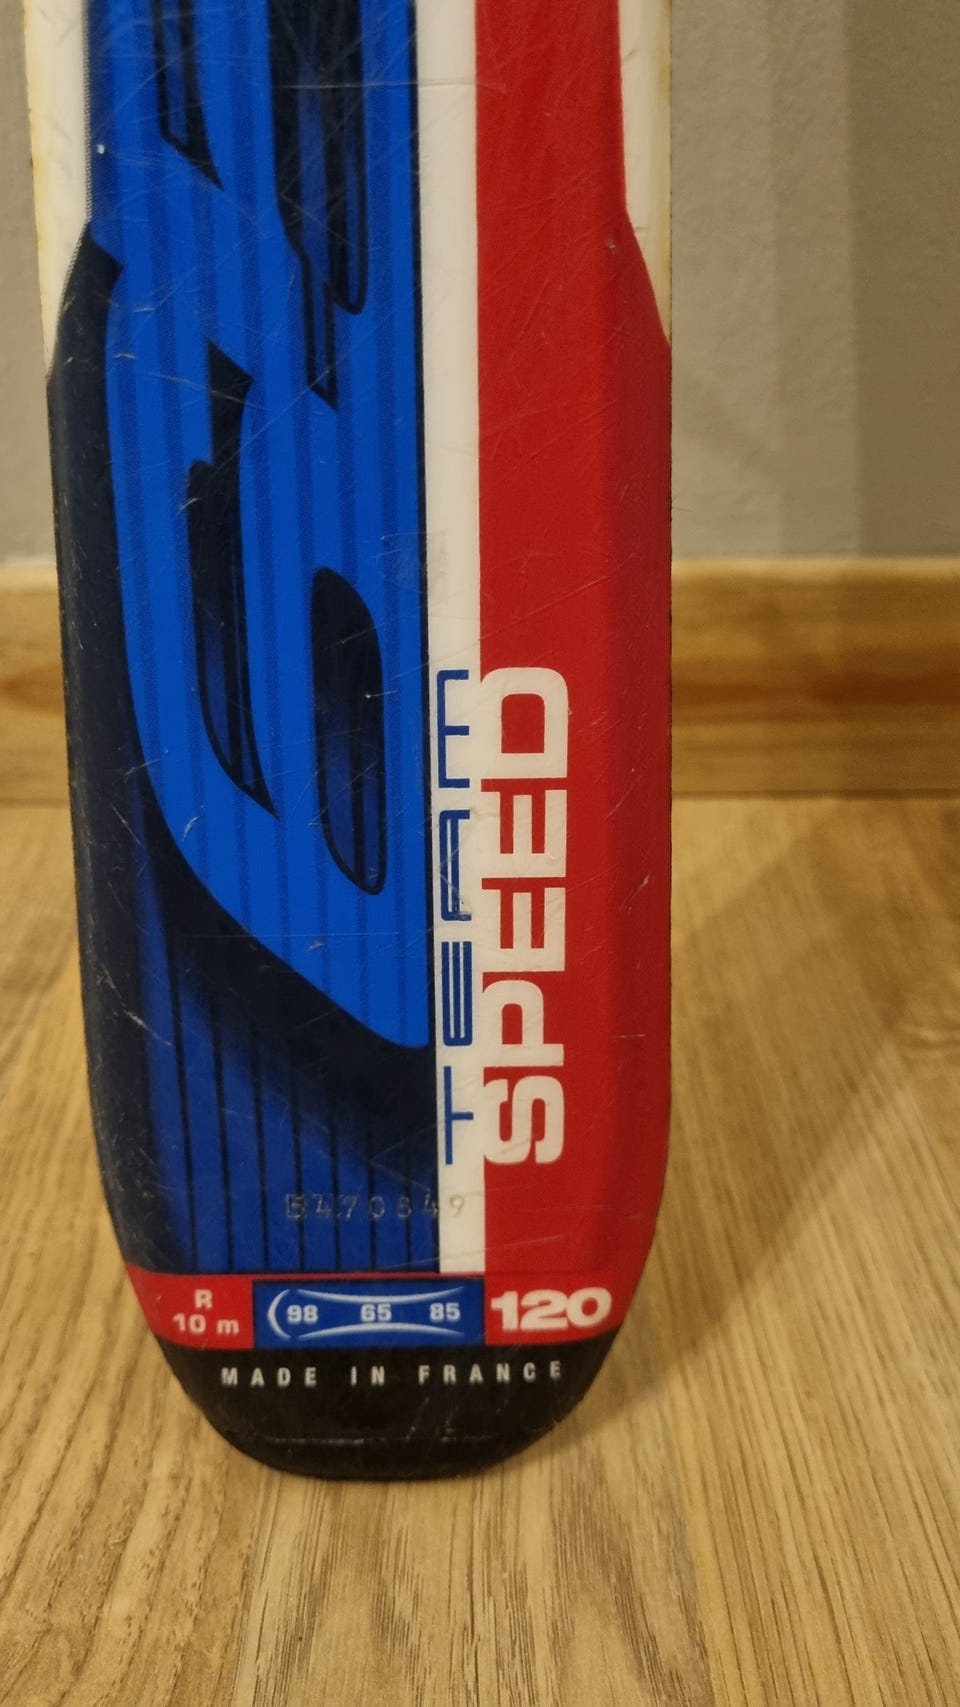 TEAM
SPEED
R
10 m
98 65 85
120
MADE IN FRANCE